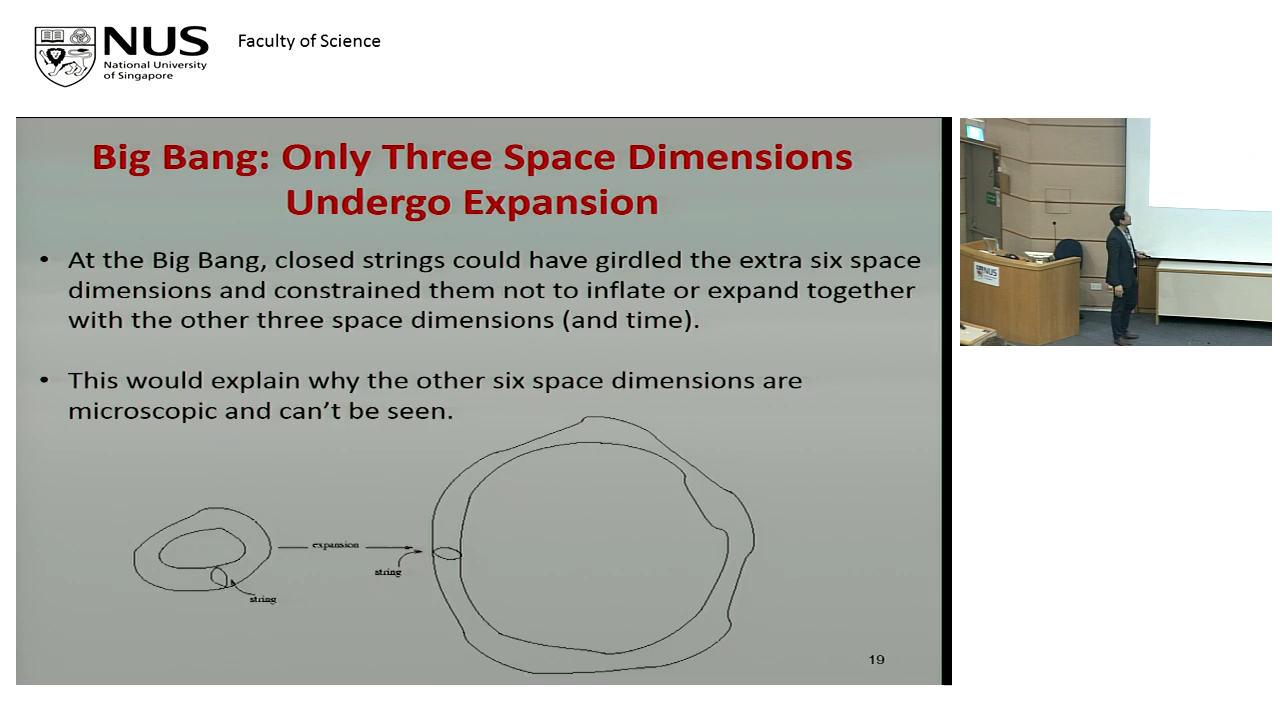 NUS
National University
of Singapore
Faculty of Science
Big Bang: Only Three Space Dimensions
Undergo Expansion
• At the Big Bang, closed strings could have girdled the extra six space
dimensions and constrained them not to inflate or expand together
with the other three space dimensions (and time).
• This would explain why the other six space dimensions are
microscopic and can't be seen.
expansion
string
string
19
NUS